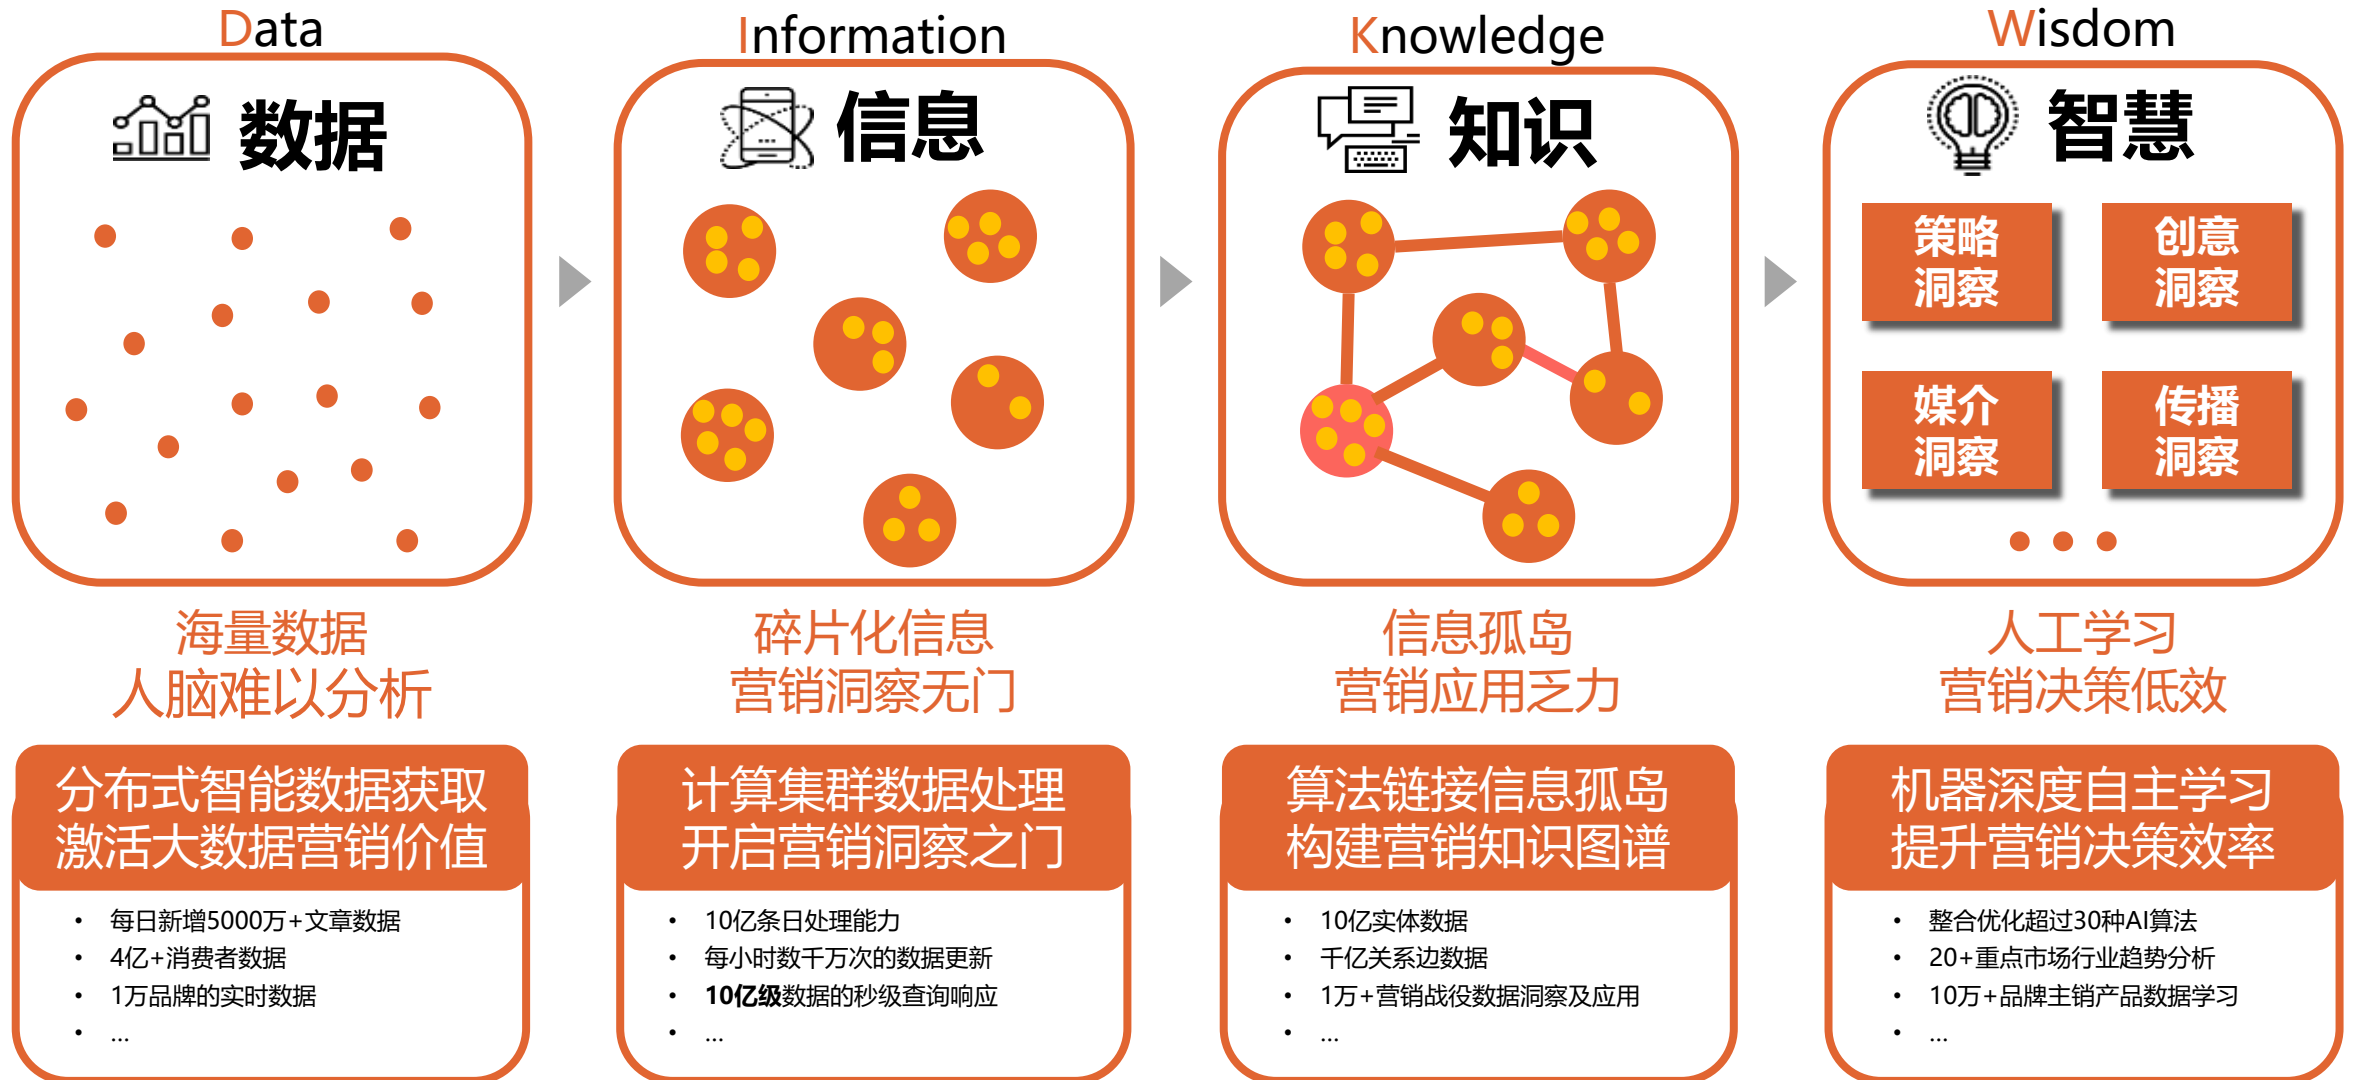 Data
数据
海量数据
人脑难以分析
分布式智能数据获取
激活大数据营销价值
• 每日新增5000万+文章数据
• 4亿+消费者数据
• 1万品牌的实时数据
• ...
Information
信息
碎片化信息
营销洞察无门
计算集群数据处理
开启营销洞察之门
• 10亿条日处理能力
• 每小时数千万次的数据更新
• 10亿级数据的秒级查询响应
• ...
Knowledge
知识
信息孤岛
营销应用乏力
算法链接信息孤岛
构建营销知识图谱
• 10亿实体数据
• 千亿关系边数据
• 1万+营销战役数据洞察及应用
• ...
Wisdom
智慧
策略
洞察
创意
洞察
媒介
洞察
传播
洞察
人工学习
营销决策低效
机器深度自主学习
提升营销决策效率
• 整合优化超过30种AI算法
• 20+重点市场行业趋势分析
• 10万+品牌主销产品数据学习
• ...